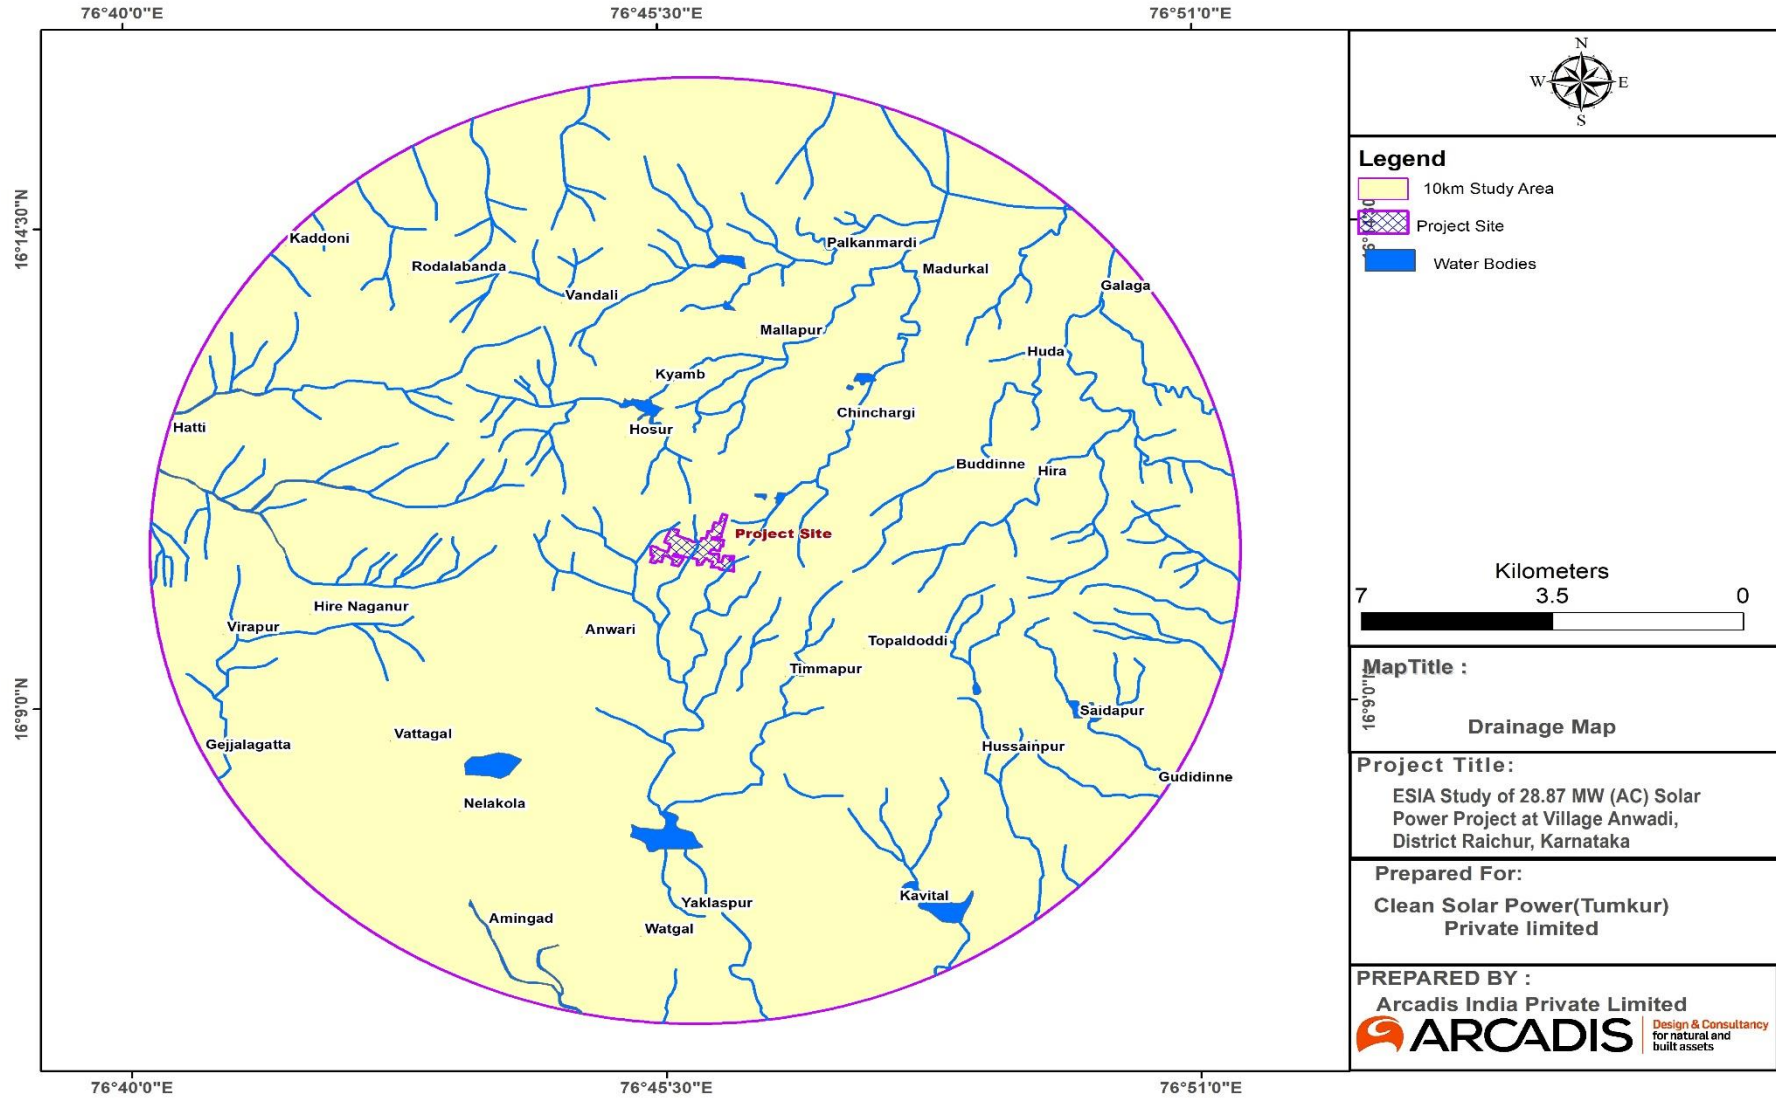 76°40'0"E
76°45'30"E
76°51'0"E
N
W
E
S
Legend
10km Study Area
Project Site
Water Bodies
16°14'30"N
Kaddoni
Rodalabanda
Vandali
Palkanmardi
Madurkal
Galaga
Mallapur
Huda
Kyamb
Hatti
Hosur
Chinchargi
Buddinne
Hira
Project Site
Hire Naganur
Virapur
Anwari
Topaldoddi
Timmapur
16°9'0"N
Vattagal
Gejjalagatta
Saidapur
Hussainpur
Gudidinne
Nelakola
Kavital
Yaklaspur
Amingad
Watgal
Kilometers
7
3.5
0
MapTitle :
16°9'0"N
Drainage Map
Project Title:
ESIA Study of 28.87 MW (AC) Solar
Power Project at Village Anwadi,
District Raichur, Karnataka
Prepared For:
Clean Solar Power(Tumkur)
Private limited
PREPARED BY :
Arcadis India Private Limited
ARCADIS
Design & Consultancy
for natural and
built assets
76°40'0"E
76°45'30"E
76°51'0"E